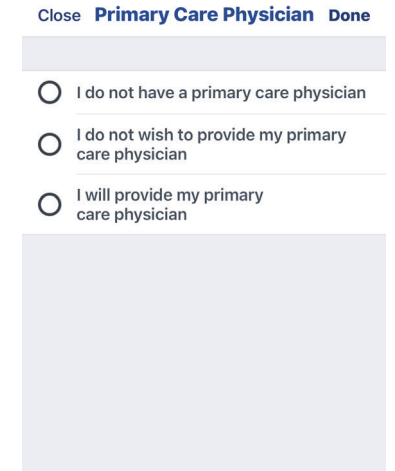 Close Primary Care Physician Done
I do not have a primary care physician
I do not wish to provide my primary
care physician
I will provide my primary
care physician